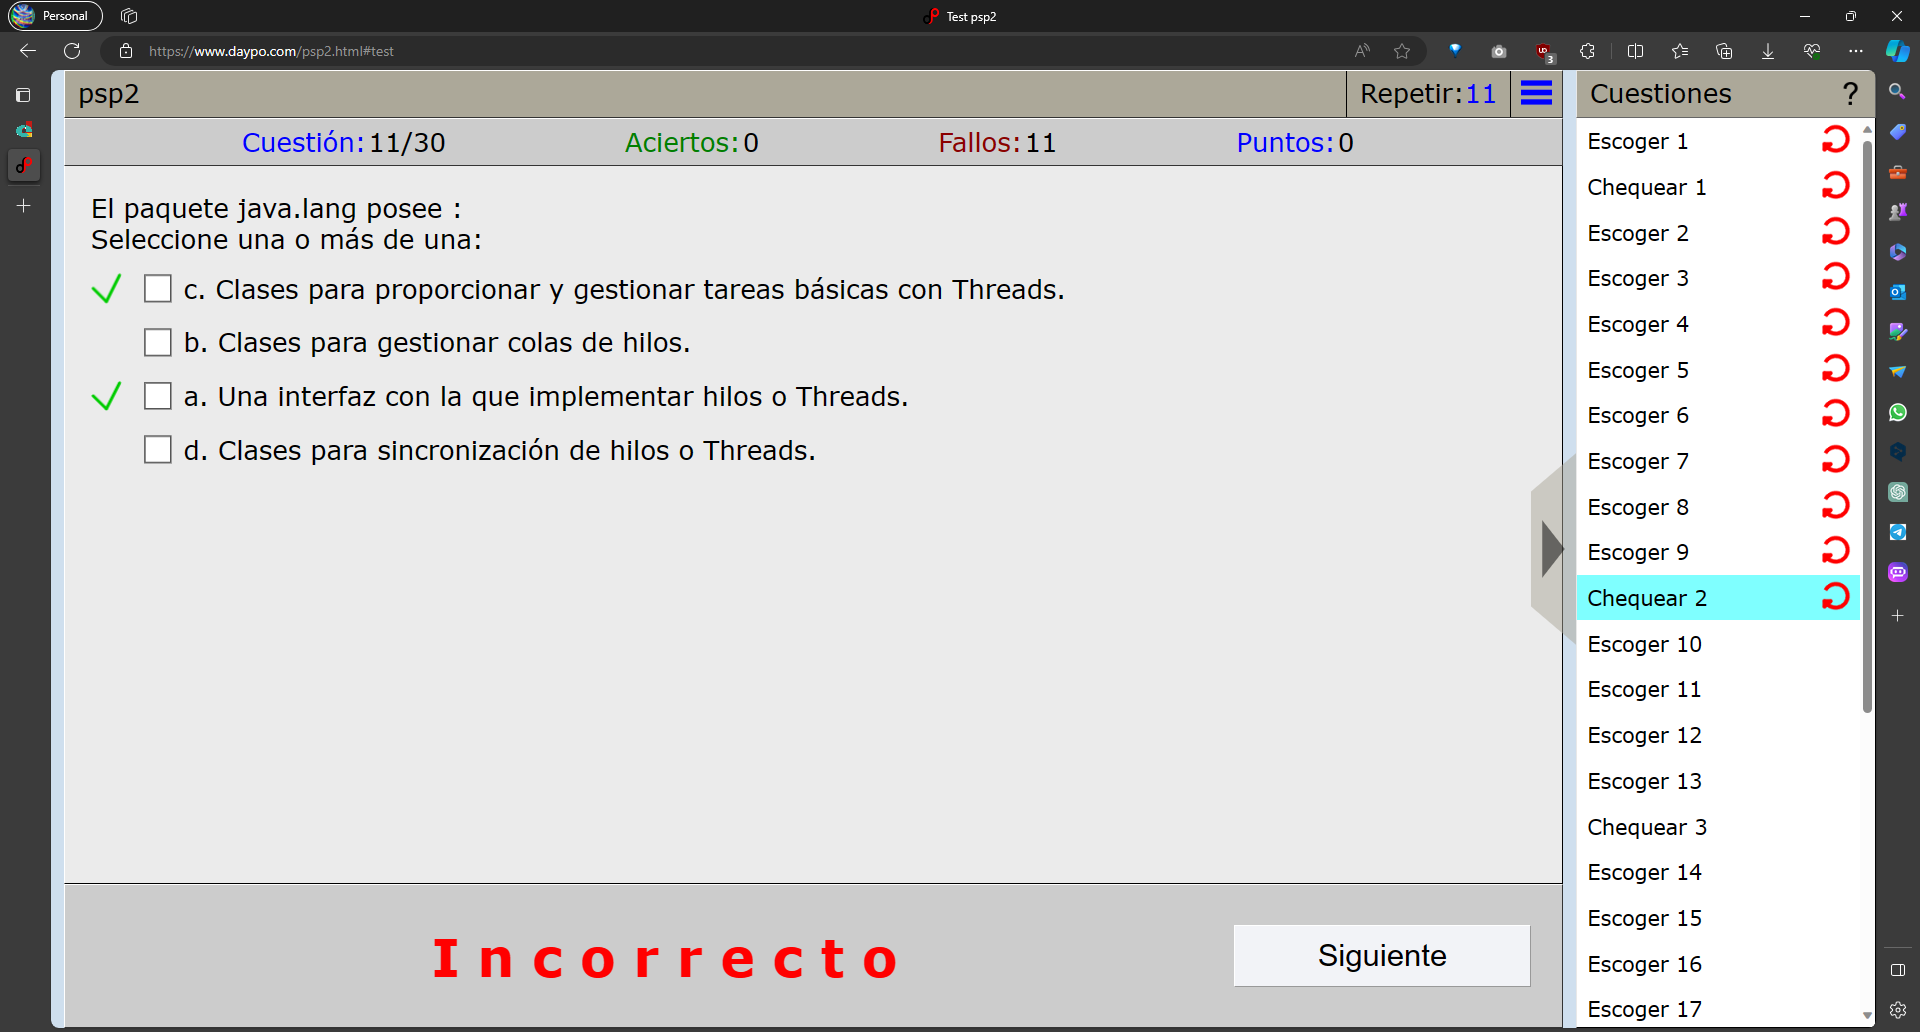 Personal
Test psp2
https://www.daypo.com/psp2.html#test
psp2
Repetir:11
Cuestión:11/30
Aciertos:0
Fallos:11
Puntos:0
El paquete java.lang posee :
Seleccione una o más de una:
c. Clases para proporcionar y gestionar tareas básicas con Threads.
b. Clases para gestionar colas de hilos.
a. Una interfaz con la que implementar hilos o Threads.
d. Clases para sincronización de hilos o Threads.
Incorrecto
Siguiente
Cuestiones
?
Escoger 1
Chequear 1
Escoger 2
Escoger 3
Escoger 4
Escoger 5
Escoger 6
Escoger 7
Escoger 8
Escoger 9
Chequear 2
Escoger 10
Escoger 11
Escoger 12
Escoger 13
Chequear 3
Escoger 14
Escoger 15
Escoger 16
Escoger 17
3